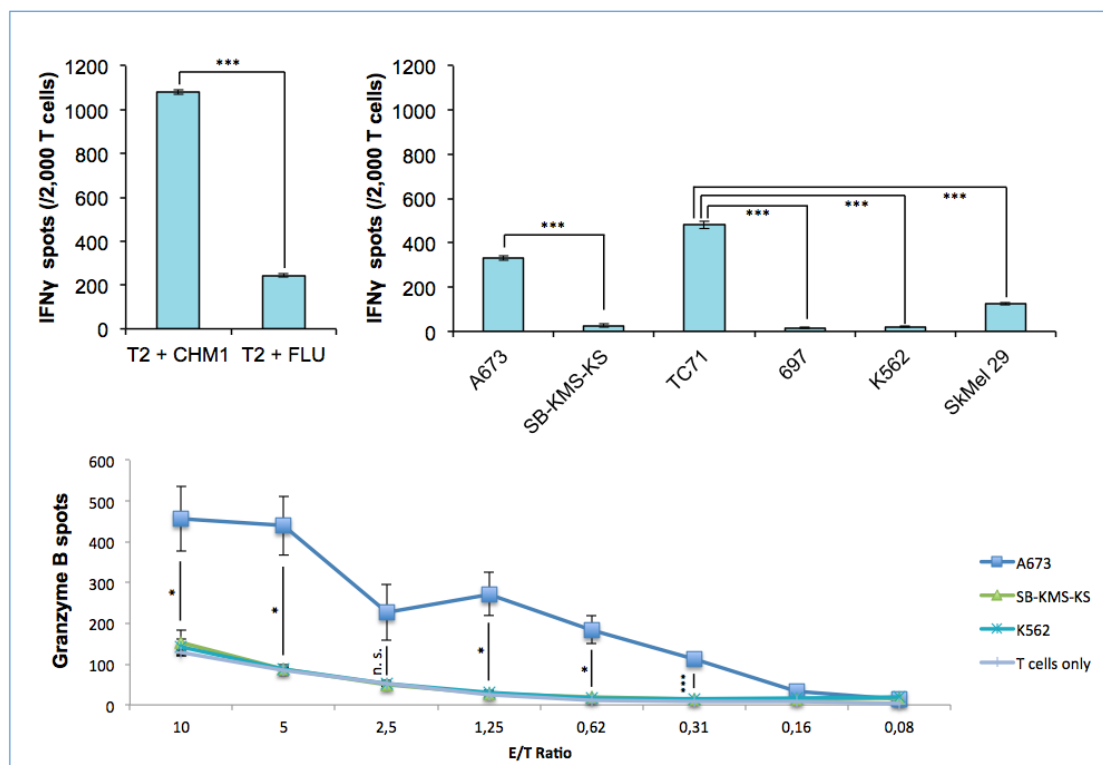 1200
1000
800
600
400
200
0
IFNγ spots (/2,000 T cells)
***
T2 + CHM1
T2 + FLU
1200
1000
800
600
400
200
0
IFNγ spots (/2,000 T cells)
***
***
***
***
A673
SB-KMS-KS
TC71
697
K562
SkMel 29
600
500
400
300
200
100
0
Granzyme B spots
*
*
n.s.
*
*
***
10
5
2,5
1,25
0,62
0,31
0,16
0,08
E/T Ratio
A673
SB-KMS-KS
K562
T cells only